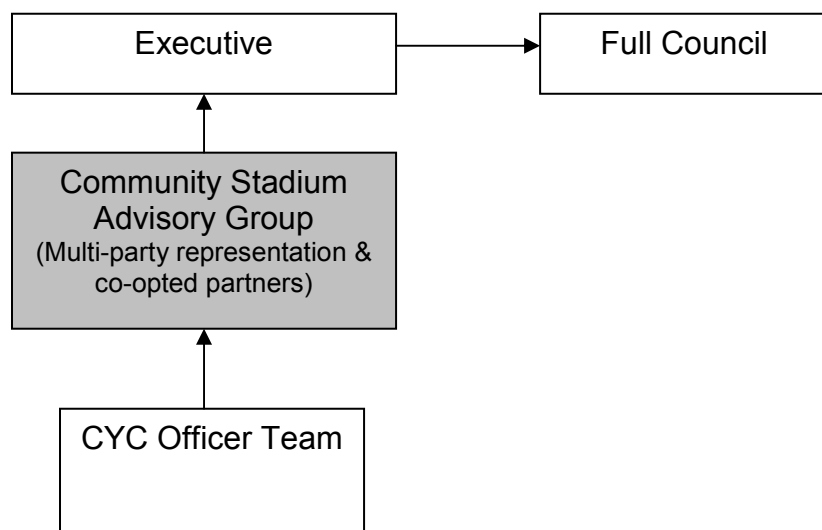 Executive
Full Council
Community Stadium
Advisory Group
(Multi-party representation &
co-opted partners)
CYC Officer Team